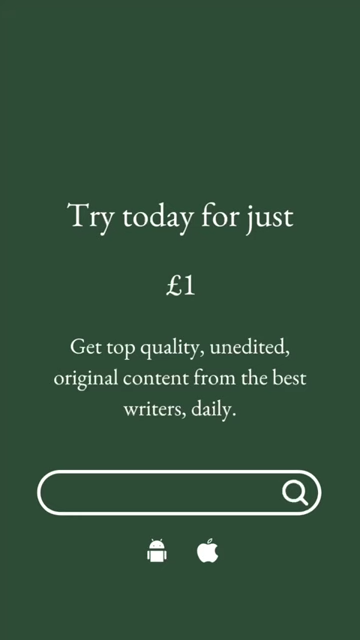 Try today for just
£1
Get top quality, unedited,
original content from the best
writers, daily.